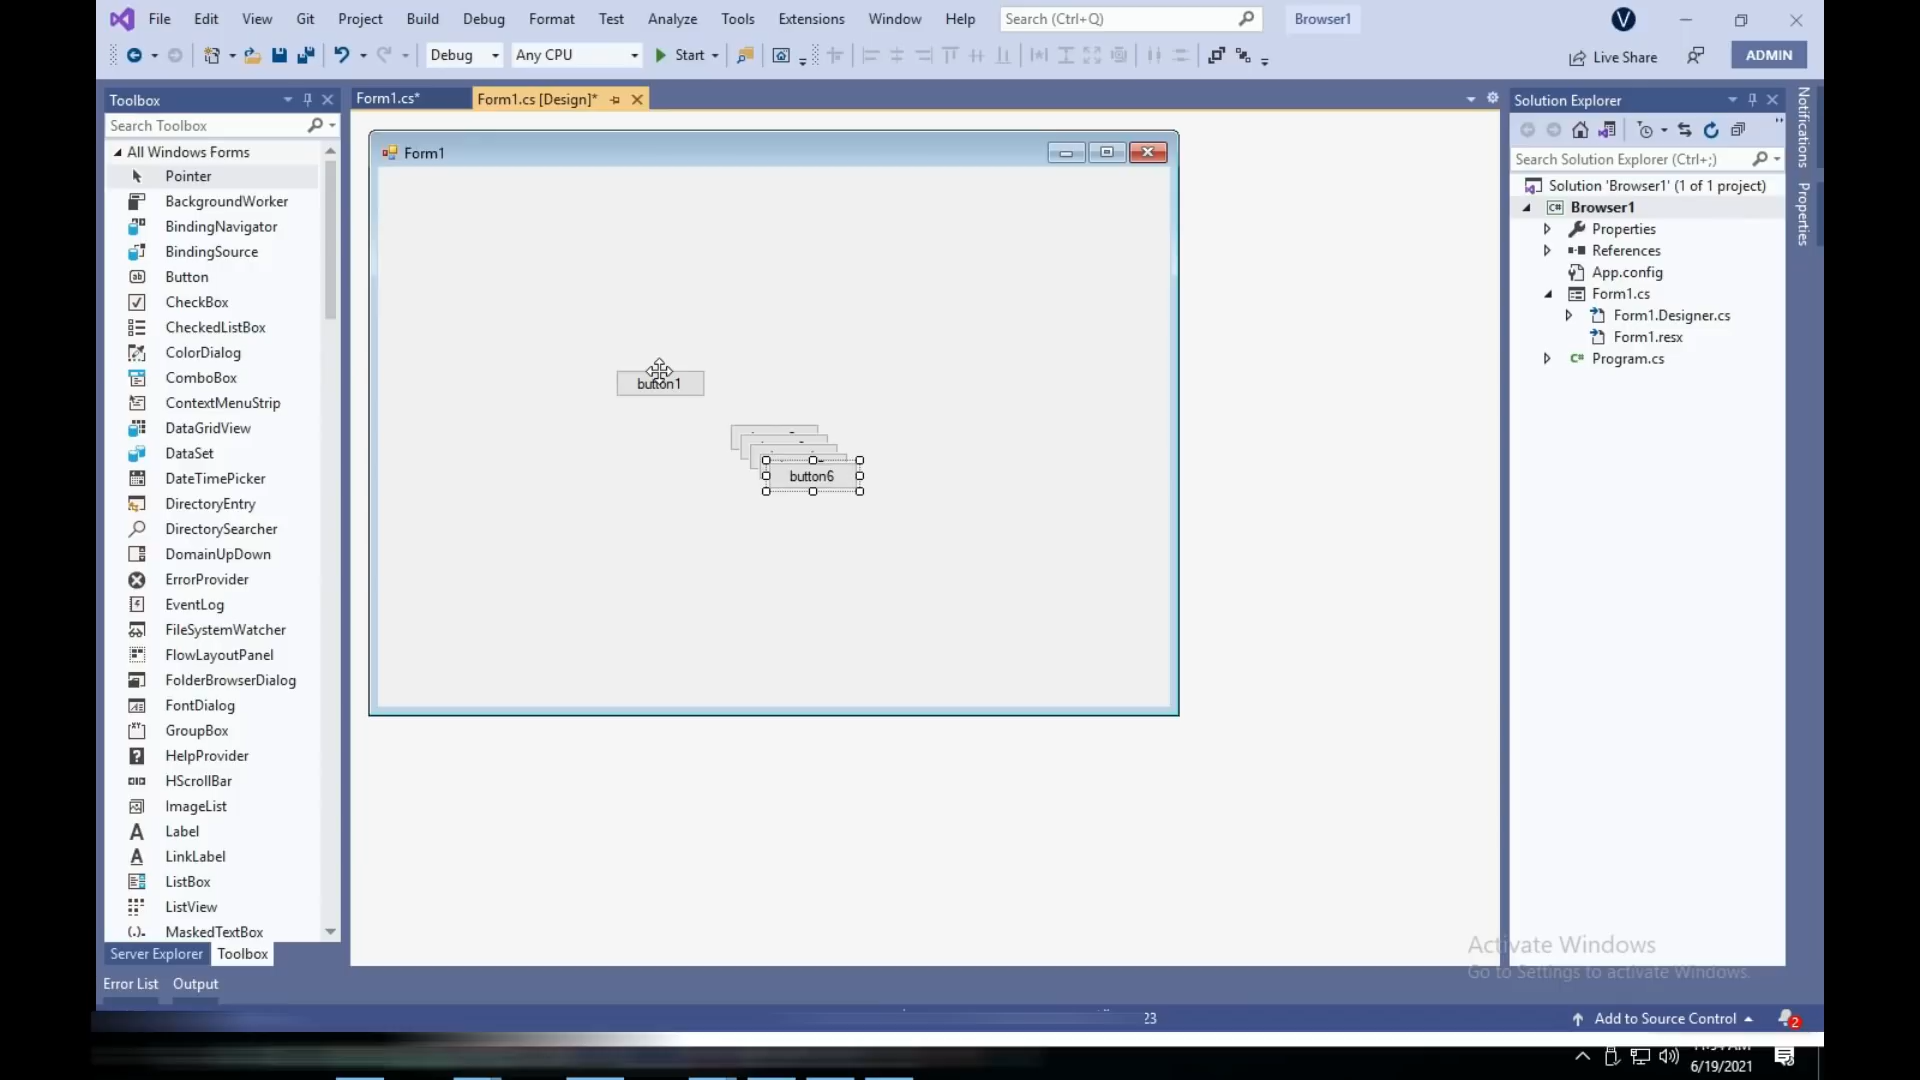 File Edit View Git Project Build Debug Format Test Analyze Tools Extensions Window Help Search (Ctrl+Q) Browser1 V
Debug Any CPU Start Live Share ADMIN
Toolbox
Search Toolbox
All Windows Forms
Pointer
BackgroundWorker
BindingNavigator
BindingSource
Button
CheckBox
CheckedListBox
ColorDialog
ComboBox
ContextMenuStrip
DataGridView
DataSet
DateTimePicker
DirectoryEntry
DirectorySearcher
DomainUpDown
ErrorProvider
EventLog
FileSystemWatcher
FlowLayoutPanel
FolderBrowserDialog
FontDialog
GroupBox
HelpProvider
HScrollBar
ImageList
Label
LinkLabel
ListBox
ListView
MaskedTextBox
Server Explorer Toolbox
Error List Output
Form1.cs* Form1.cs [Design]*
Form1
button1
button6
Solution Explorer
Search Solution Explorer (Ctrl+;)
Solution 'Browser1' (1 of 1 project)
Browser1
Properties
References
App.config
Form1.cs
Form1.Designer.cs
Form1.resx
Program.cs
Notifications
Properties
Activate Windows
Go to Settings to activate Windows.
23 Add to Source Control 2
6/19/2021